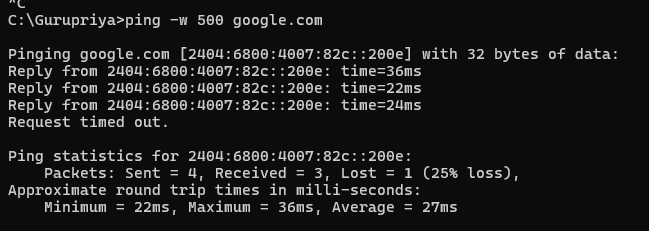 ^C
C:\Gurupriya>ping -w 500 google.com
Pinging google.com [2404:6800:4007:82c::200e] with 32 bytes of data:
Reply from 2404:6800:4007:82c::200e: time=36ms
Reply from 2404:6800:4007:82c::200e: time=22ms
Reply from 2404:6800:4007:82c::200e: time=24ms
Request timed out.
Ping statistics for 2404:6800:4007:82c::200e:
    Packets: Sent = 4, Received = 3, Lost = 1 (25% loss),
Approximate round trip times in milli-seconds:
    Minimum = 22ms, Maximum = 36ms, Average = 27ms